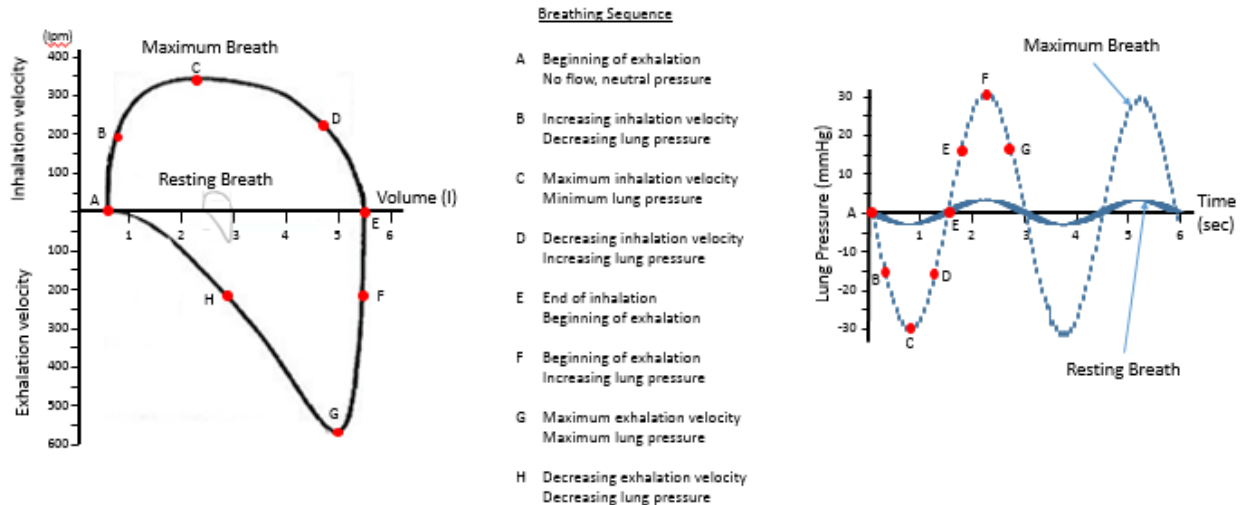 Breathing Sequence
(lpm)
Maximum Breath
400
300
200
100
Inhalation velocity
A
B
C
D
Resting Breath
Volume (l)
1
2
3
4
5
6
E
100
200
300
400
500
600
Exhalation velocity
F
G
H
A Beginning of exhalation
No flow, neutral pressure
B Increasing inhalation velocity
Decreasing lung pressure
C Maximum inhalation velocity
Minimum lung pressure
D Decreasing inhalation velocity
Increasing lung pressure
E End of inhalation
Beginning of exhalation
F Beginning of exhalation
Increasing lung pressure
G Maximum exhalation velocity
Maximum lung pressure
H Decreasing exhalation velocity
Decreasing lung pressure
Maximum Breath
F
30
20
10
0
-10
-20
-30
Lung Pressure (mmHg)
E
G
A
E
1
2
3
4
5
6
Time
(sec)
B
D
C
Resting Breath